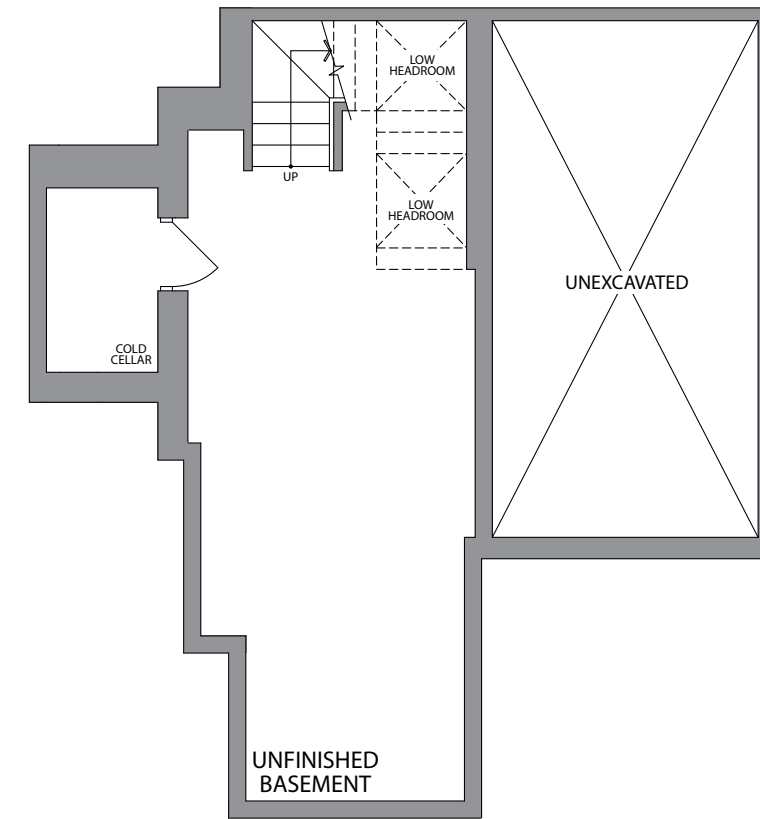 LOW
HEADROOM
UP
LOW
HEADROOM
UNEXCAVATED
COLD
CELLAR
UNFINISHED
BASEMENT